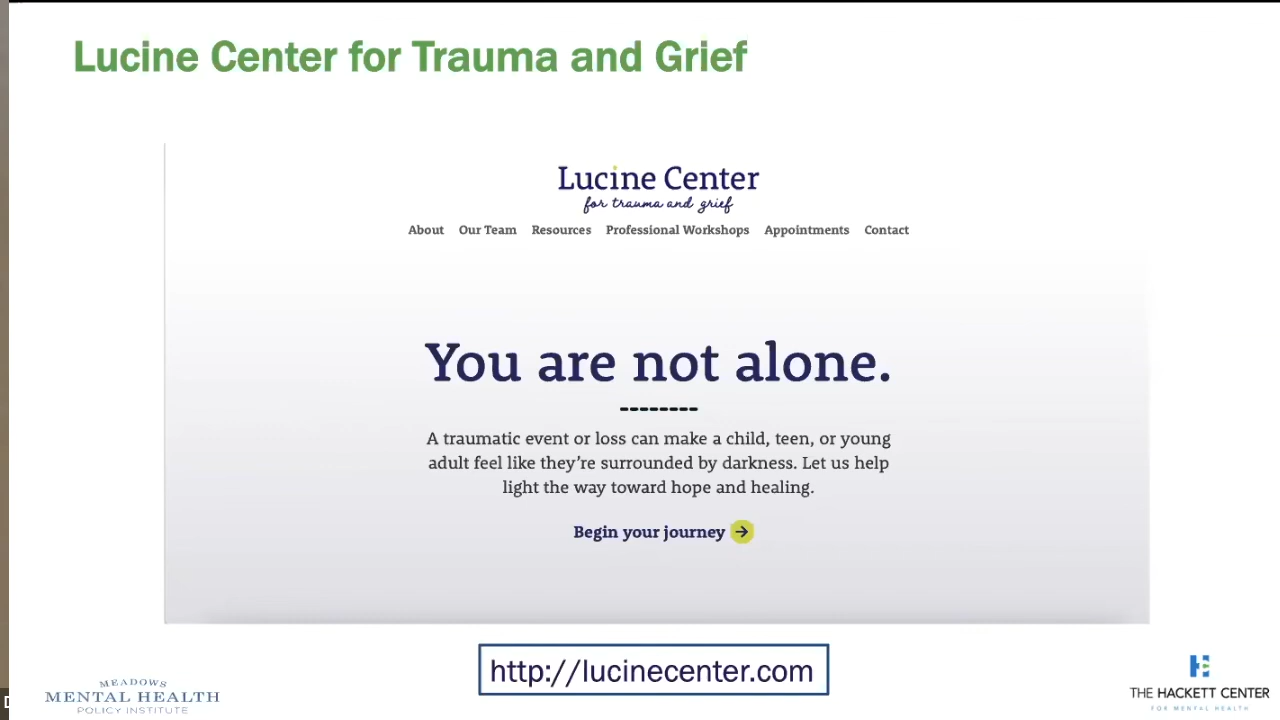 Lucine Center for Trauma and Grief
Lucine Center
for trauma and grief
About Our Team Resources Professional Workshops Appointments Contact
You are not alone.
--------
A traumatic event or loss can make a child, teen, or young
adult feel like they're surrounded by darkness. Let us help
light the way toward hope and healing.
Begin your journey →
http://lucinecenter.com
MEADOWS
MENTAL HEALTH
POLICY INSTITUTE
THE HACKETT CENTER
FOR MENTAL HEALTH